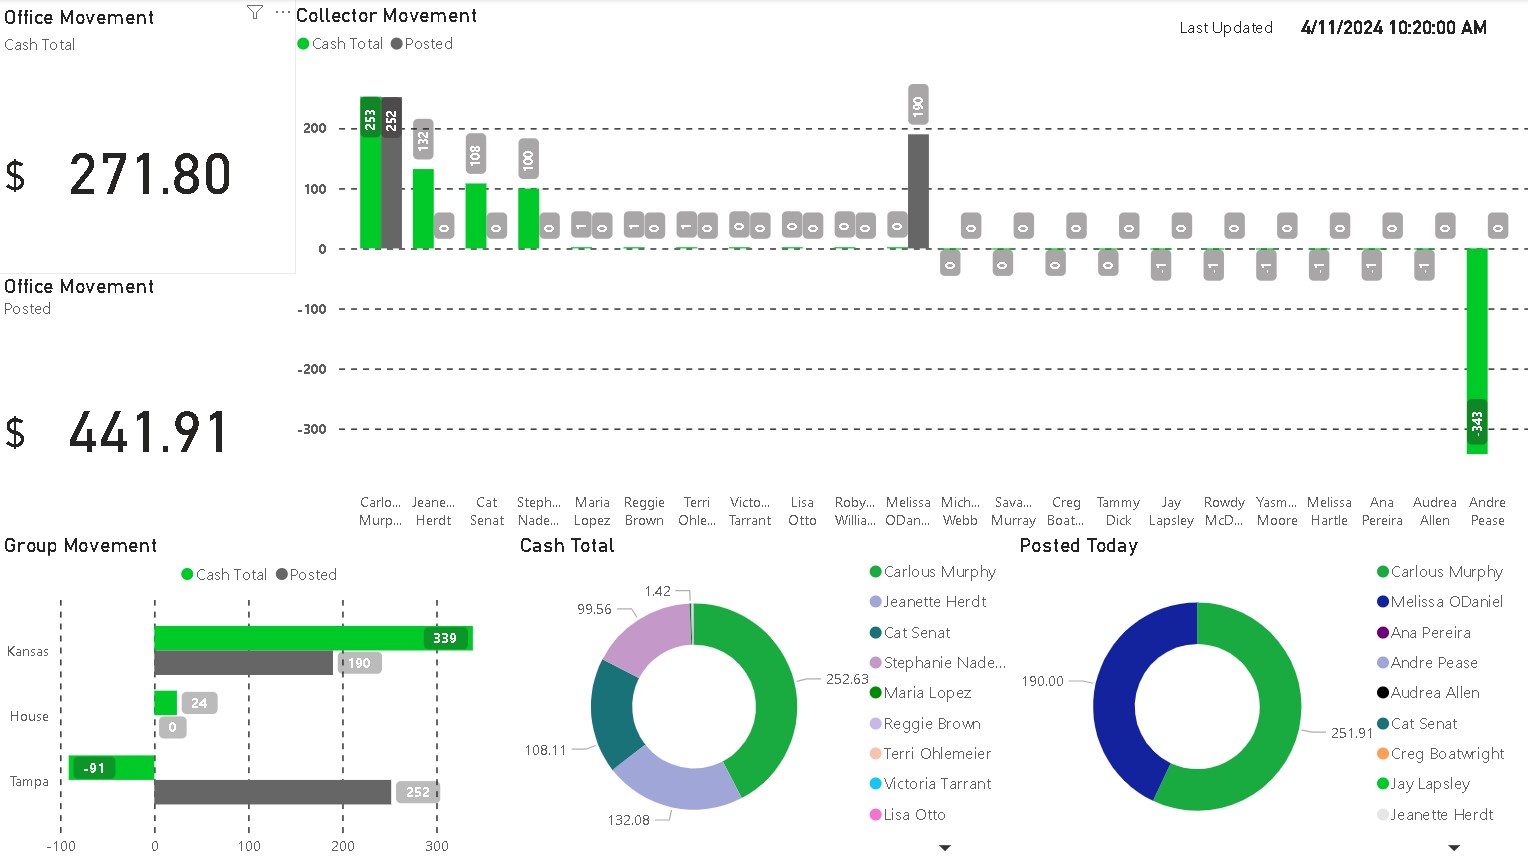 Office Movement
Cash Total
$ 271.80
Office Movement
Posted
$ 441.91
Collector Movement
Cash Total Posted
Last Updated 4/11/2024 10:20:00 AM
200
100
0
-100
-200
-300
253 252 132 0 108 0 100 0 1 0 1 0 1 0 0 0 0 0 0 0 0 190
0 0 0 0 0 0 0 0 0 0 0
0 0 0 0 -1 -1 -1 -1 -1 -1 -343
Carlo... Jeane... Cat Steph... Maria Reggie Terri Victo... Lisa Roby... Melissa Mich... Sava... Creg Tammy Jay Rowdy Yasm... Melissa Ana Audrea Andre
Murp... Herdt Senat Nade... Lopez Brown Ohle... Tarrant Otto Willia... ODan... Webb Murray Boat... Dick Lapsley McD... Moore Hartle Pereira Allen Pease
Group Movement
Cash Total Posted
Kansas 339
190
House 24
0
Tampa -91
252
-100 0 100 200 300
Cash Total
1.42
99.56
252.63
108.11
132.08
Carlous Murphy
Jeanette Herdt
Cat Senat
Stephanie Nade...
Maria Lopez
Reggie Brown
Terri Ohlemeier
Victoria Tarrant
Lisa Otto
Posted Today
190.00
251.91
Carlous Murphy
Melissa ODaniel
Ana Pereira
Andre Pease
Audrea Allen
Cat Senat
Creg Boatwright
Jay Lapsley
Jeanette Herdt